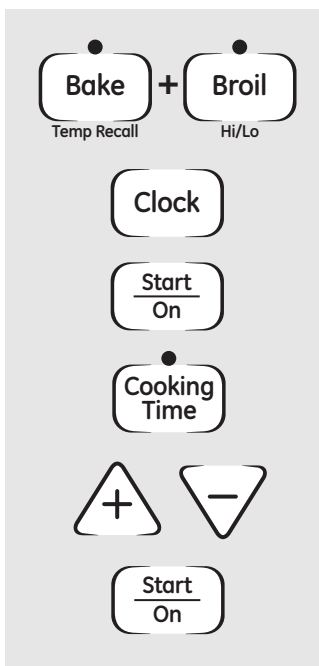 Bake + Broil
Temp Recall Hi/Lo
Clock
Start
On
Cooking
Time
+ −
Start
On